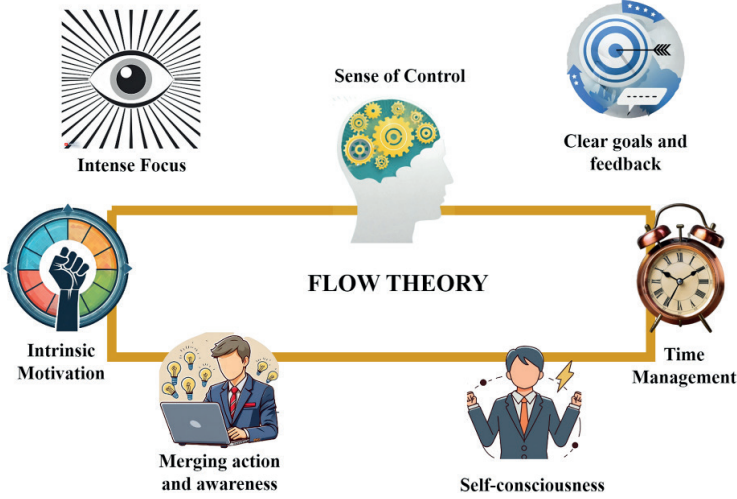 Sense of Control
Clear goals and
feedback
Intense Focus
FLOW THEORY
Intrinsic
Motivation
Time
Management
Merging action
and awareness
Self-consciousness